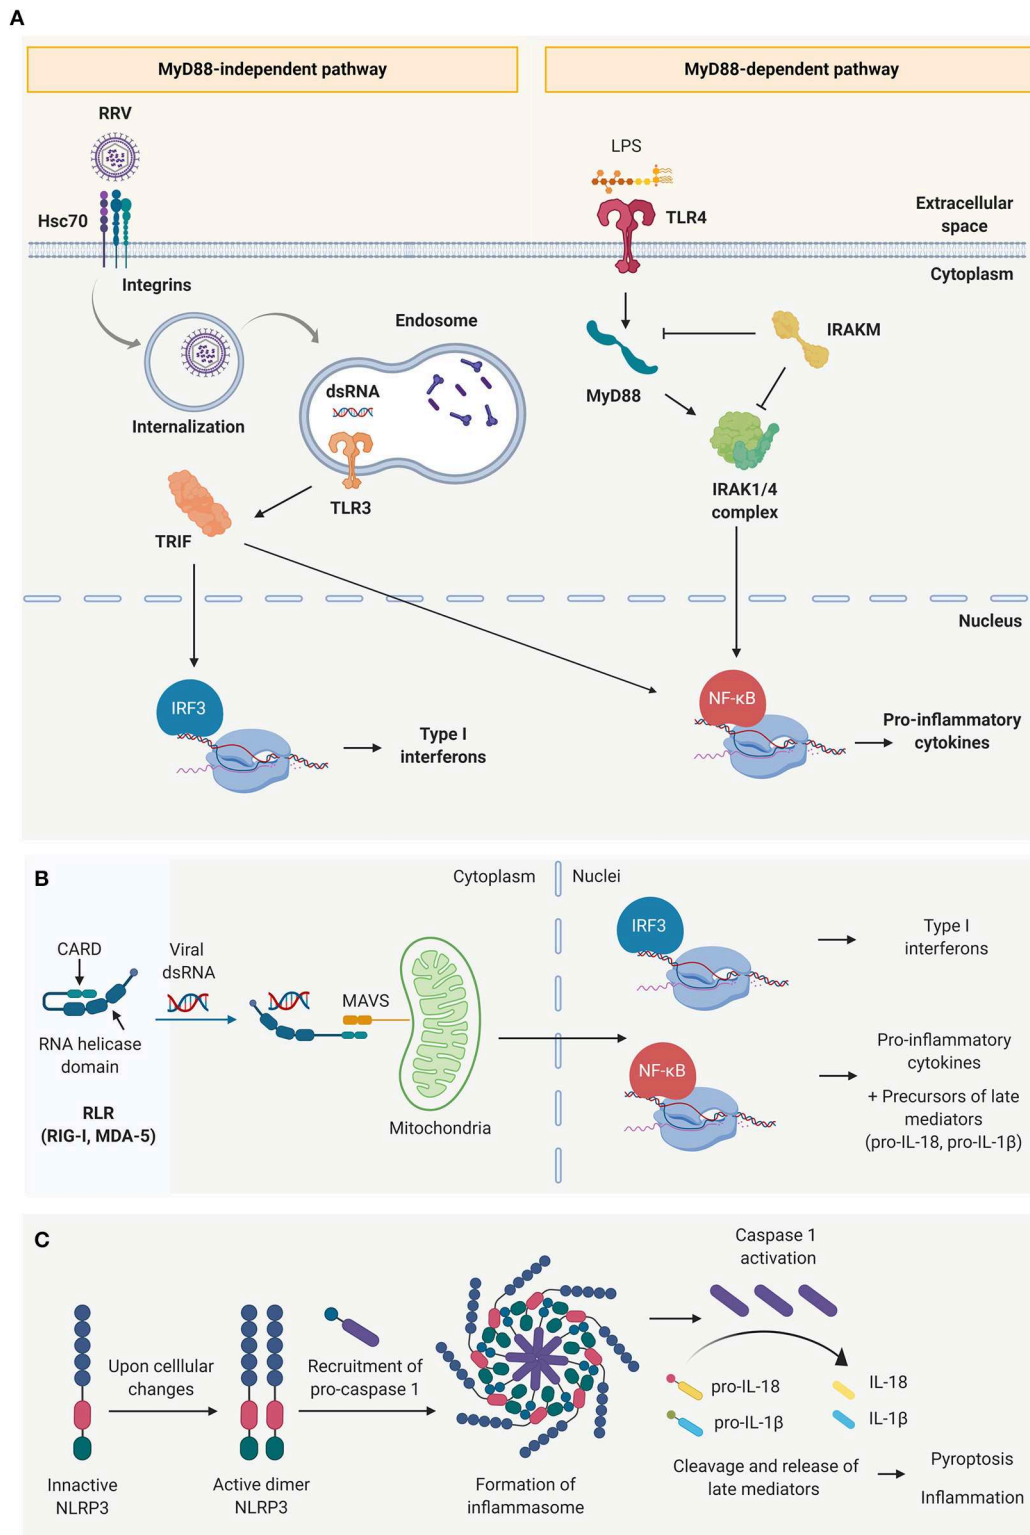 A
MyD88-independent pathway
MyD88-dependent pathway
RRV
Hsc70
Integrins
Internalization
Endosome
dsRNA
TLR3
TRIF
LPS
TLR4
Extracellular
space
Cytoplasm
IRAKM
MyD88
IRAK1/4
complex
Nucleus
IRF3
Type I
interferons
NF-κB
Pro-inflammatory
cytokines
B
Cytoplasm
Nuclei
CARD
RNA helicase
domain
RLR
(RIG-I, MDA-5)
Viral
dsRNA
MAVS
Mitochondria
IRF3
Type I
interferons
NF-κB
Pro-inflammatory
cytokines
+ Precursors of late
mediators
(pro-IL-18, pro-IL-1β)
C
Innactive
NLRP3
Upon celllular
changes
Active dimer
NLRP3
Recruitment of
pro-caspase 1
Formation of
inflammasome
Caspase 1
activation
pro-IL-18
IL-18
pro-IL-1β
IL-1β
Cleavage and release of
late mediators
Pyroptosis
Inflammation